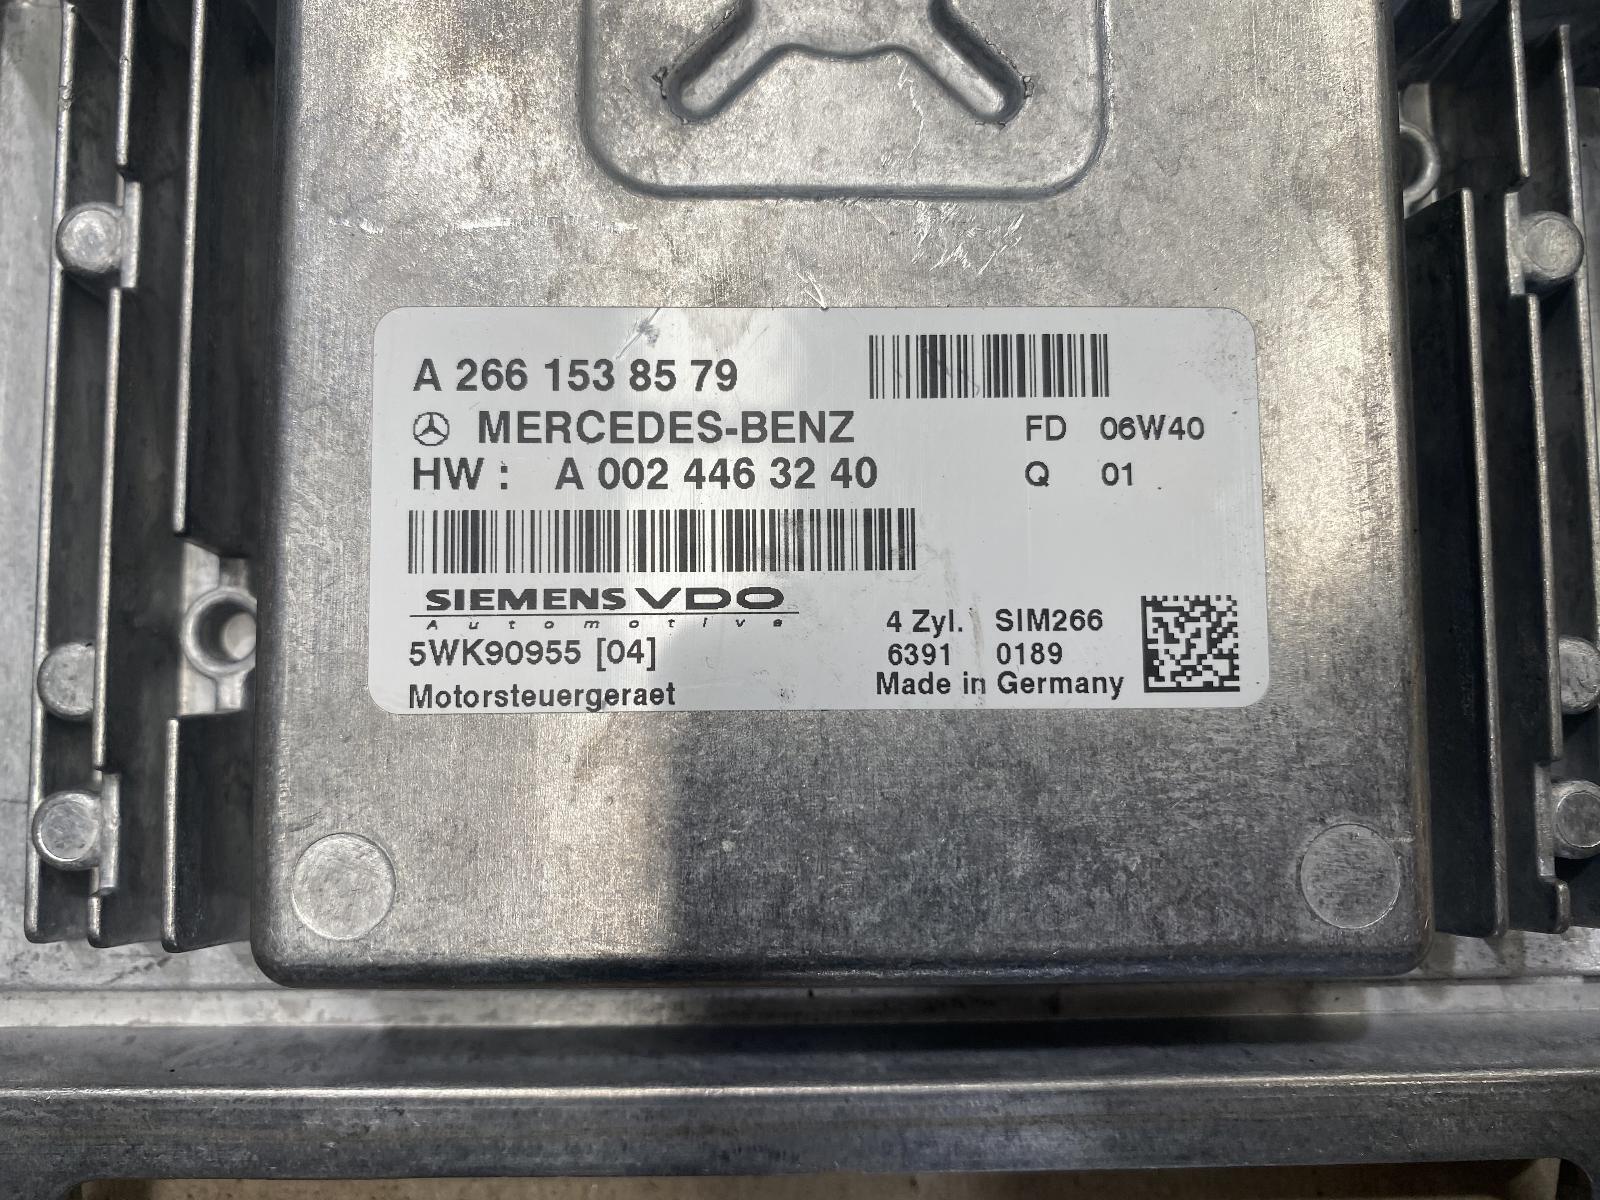 A 266 153 85 79
MERCEDES-BENZ
FD 06W40
HW : A 002 446 32 40
Q 01
SIEMENS VDO
Automotive
4 Zyl. SIM266
5WK90955 [04]
6391 0189
Motorsteuergeraet
Made in Germany